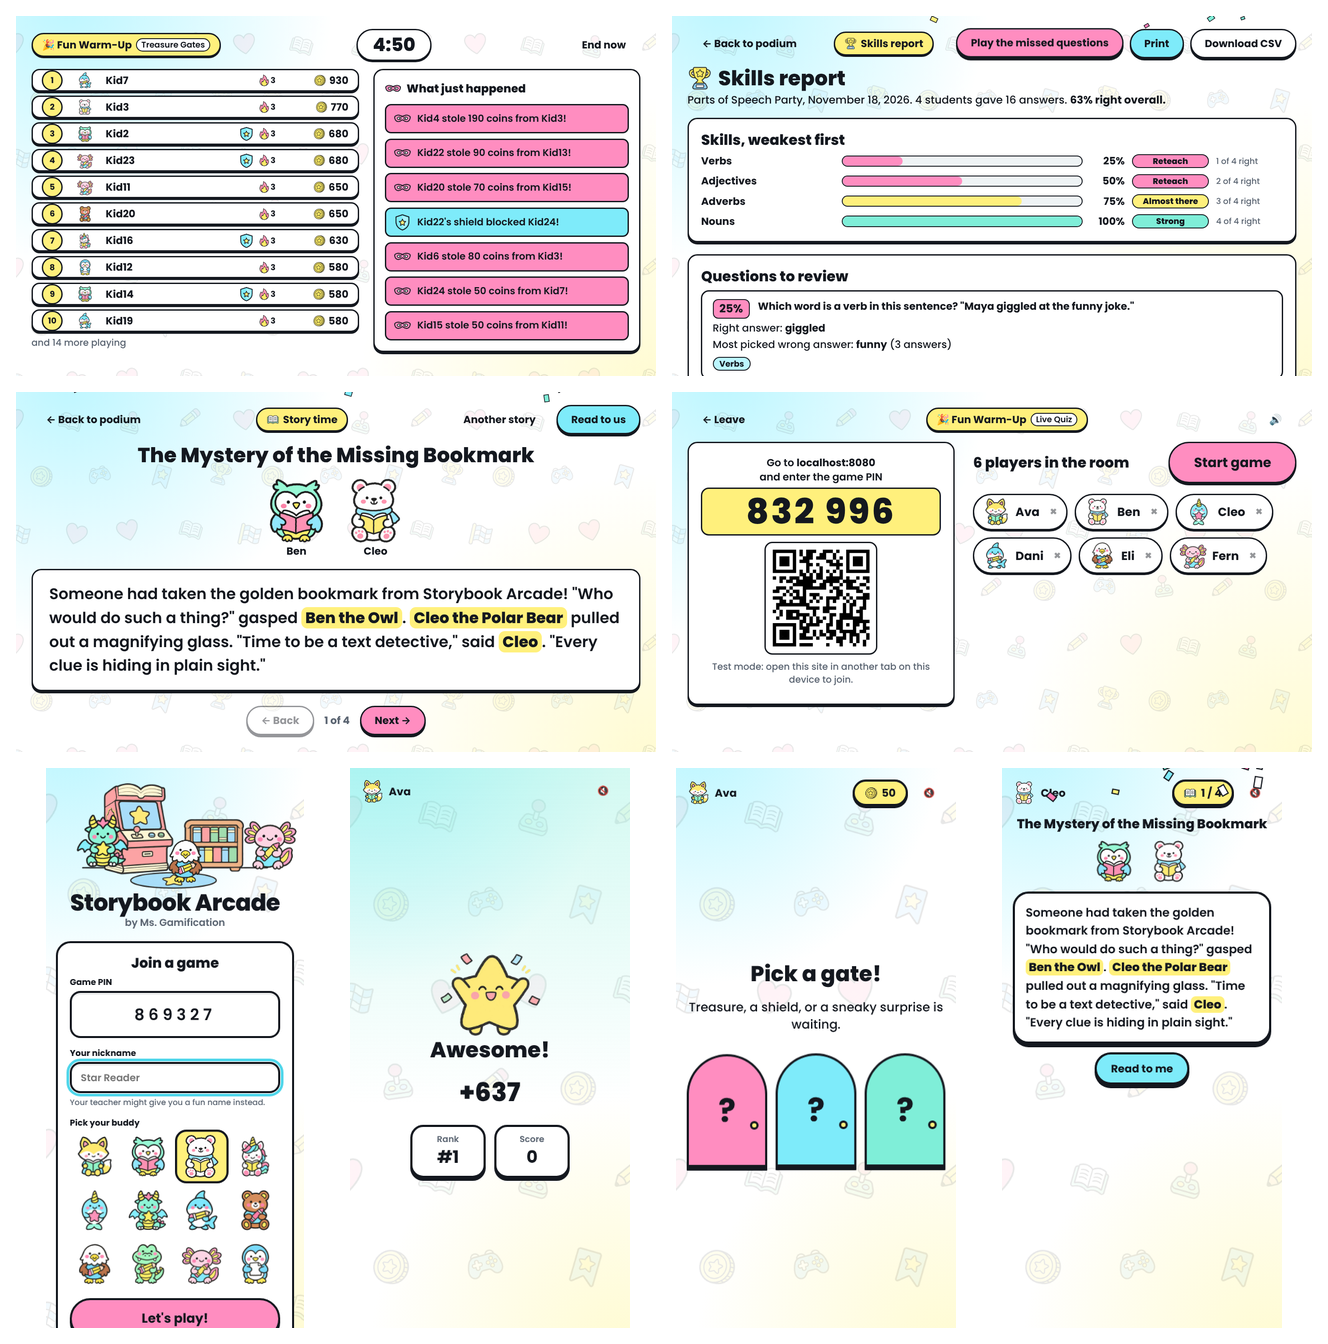 🎉 Fun Warm-Up Treasure Gates
4:50
End now
1 Kid7 3 930
2 Kid3 3 770
3 Kid2 3 680
4 Kid23 3 680
5 Kid11 3 650
6 Kid20 3 650
7 Kid16 3 630
8 Kid12 3 580
9 Kid14 3 580
10 Kid19 3 580
and 14 more playing
What just happened
Kid4 stole 190 coins from Kid3!
Kid22 stole 90 coins from Kid13!
Kid20 stole 70 coins from Kid15!
Kid22's shield blocked Kid24!
Kid6 stole 80 coins from Kid3!
Kid24 stole 50 coins from Kid7!
Kid15 stole 50 coins from Kid11!
← Back to podium
🏆 Skills report
Play the missed questions
Print
Download CSV
Skills report
Parts of Speech Party, November 18, 2026. 4 students gave 16 answers. 63% right overall.
Skills, weakest first
Verbs 25% Reteach 1 of 4 right
Adjectives 50% Reteach 2 of 4 right
Adverbs 75% Almost there 3 of 4 right
Nouns 100% Strong 4 of 4 right
Questions to review
25% Which word is a verb in this sentence? "Maya giggled at the funny joke."
Right answer: giggled
Most picked wrong answer: funny (3 answers)
Verbs
← Back to podium
📖 Story time
Another story
Read to us
The Mystery of the Missing Bookmark
Ben
Cleo
Someone had taken the golden bookmark from Storybook Arcade! "Who
would do such a thing?" gasped Ben the Owl. Cleo the Polar Bear pulled
out a magnifying glass. "Time to be a text detective," said Cleo. "Every
clue is hiding in plain sight."
← Back
1 of 4
Next →
← Leave
🎉 Fun Warm-Up Live Quiz
Go to localhost:8080
and enter the game PIN
832 996
Test mode: open this site in another tab on this
device to join.
6 players in the room
Start game
Ava ×
Ben ×
Cleo ×
Dani ×
Eli ×
Fern ×
Storybook Arcade
by Ms. Gamification
Join a game
Game PIN
869327
Your nickname
Star Reader
Your teacher might give you a fun name instead.
Pick your buddy
Let's play!
Ava
Awesome!
+637
Rank
#1
Score
0
Ava
50
Pick a gate!
Treasure, a shield, or a sneaky surprise is
waiting.
? ? ?
Cleo
📖 1 / 4
The Mystery of the Missing Bookmark
Someone had taken the golden
bookmark from Storybook Arcade!
"Who would do such a thing?" gasped
Ben the Owl. Cleo the Polar Bear
pulled out a magnifying glass. "Time
to be a text detective," said Cleo.
"Every clue is hiding in plain sight."
Read to me